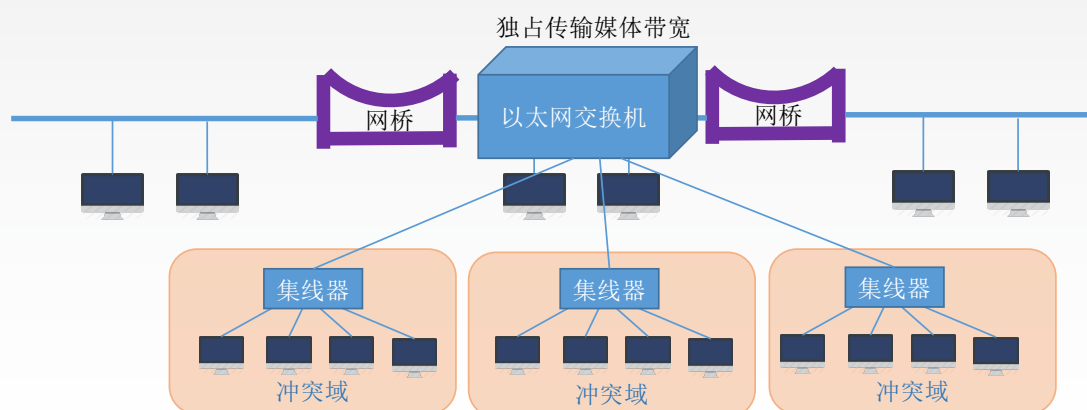 独占传输媒体带宽
网桥
以太网交换机
网桥
集线器
集线器
集线器
冲突域
冲突域
冲突域